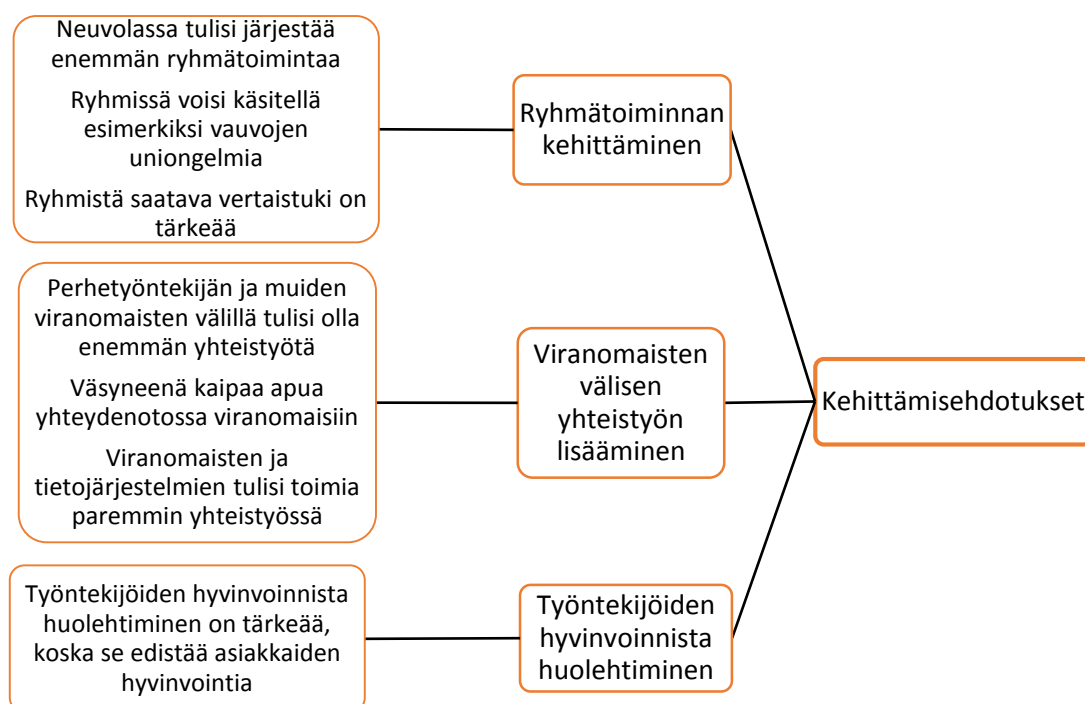 Neuvolassa tulisi järjestää
enemmän ryhmätoimintaa
Ryhmissä voisi käsitellä
esimerkiksi vauvojen
uniongelmia
Ryhmistä saatava vertaistuki on
tärkeää
Ryhmätoiminnan
kehittäminen
Perhetyöntekijän ja muiden
viranomaisten välillä tulisi olla
enemmän yhteistyötä
Väsyneenä kaipaa apua
yhteydenotossa viranomaisiin
Viranomaisten ja
tietojärjestelmien tulisi toimia
paremmin yhteistyössä
Viranomaisten
välisen
yhteistyön
lisääminen
Kehittämisehdotukset
Työntekijöiden hyvinvoinnista
huolehtiminen on tärkeää,
koska se edistää asiakkaiden
hyvinvointia
Työntekijöiden
hyvinvoinnista
huolehtiminen